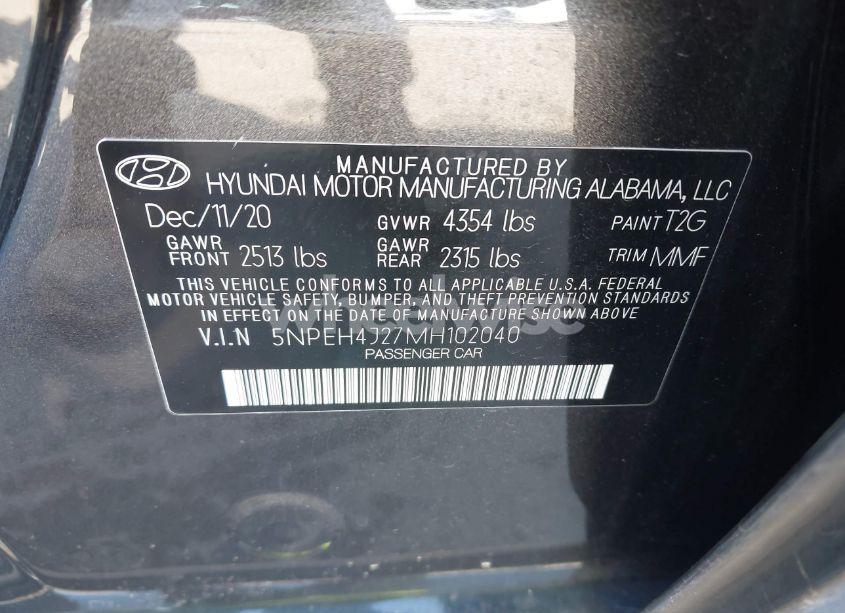 MANUFACTURED BY
HYUNDAI MOTOR MANUFACTURING ALABAMA, LLC
Dec/11/20 GVWR 4354 lbs PAINT T2G
GAWR FRONT 2513 lbs GAWR REAR 2315 lbs TRIM MMF
THIS VEHICLE CONFORMS TO ALL APPLICABLE U.S.A. FEDERAL
MOTOR VEHICLE SAFETY, BUMPER, AND THEFT PREVENTION STANDARDS
IN EFFECT ON THE DATE OF MANUFACTURE SHOWN ABOVE
V.I.N 5NPEH4J27MH102040
PASSENGER CAR